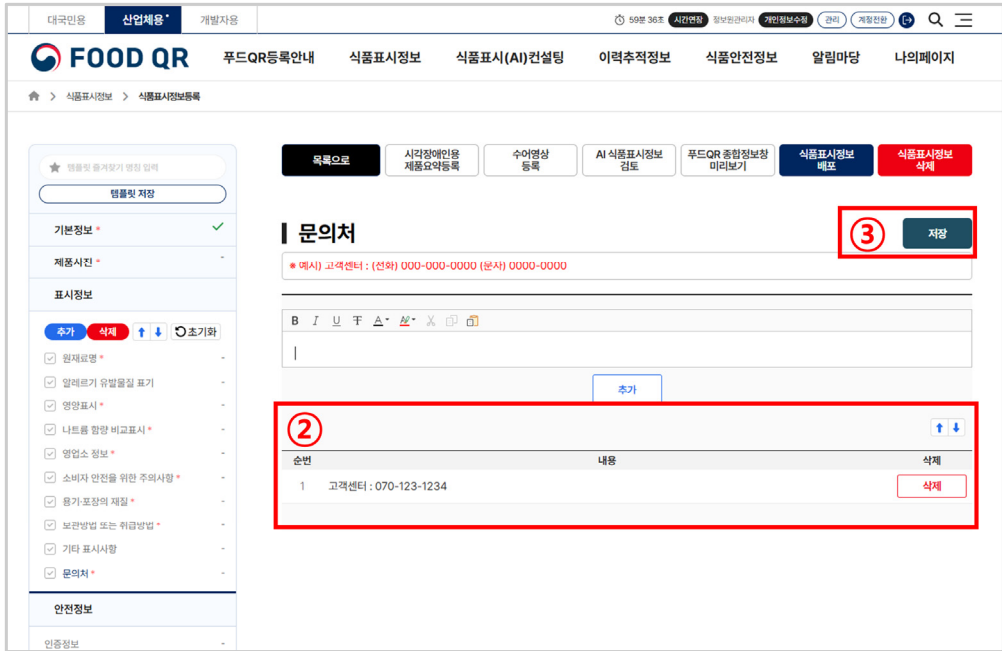 대국민용 산업체용 개발자용 59분 36초 시간연장 정보원관리자 개인정보수정 관리 계정전환
FOOD QR 푸드QR등록안내 식품표시정보 식품표시(AI)컨설팅 이력추적정보 식품안전정보 알림마당 나의페이지
> 식품표시정보 > 식품표시정보등록
템플릿 즐겨찾기 명칭 입력
템플릿 저장
기본정보 *
제품사진 *
표시정보
추가 삭제 초기화
원재료명 * -
알레르기 유발물질 표기 -
영양표시 * -
나트륨 함량 비교표시 * -
영업소 정보 * -
소비자 안전을 위한 주의사항 * -
용기·포장의 재질 * -
보관방법 또는 취급방법 * -
기타 표시사항 -
문의처 * -
안전정보
인증정보 -
목록으로
시각장애인용
제품요약등록
수어영상
등록
AI 식품표시정보
검토
푸드QR 종합정보창
미리보기
식품표시정보
배포
식품표시정보
삭제
문의처
③ 저장
※ 예시) 고객센터 : (전화) 000-000-0000 (문자) 0000-0000
B I U T A
추가
②
순번 내용 삭제
1 고객센터 : 070-123-1234 삭제